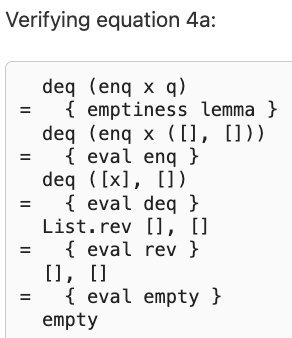 Verifying equation 4a:
deq (enq x q)
= { emptiness lemma }
deq (enq x ([], []))
= { eval enq }
deq ([x], [])
= { eval deq }
List.rev [], []
= { eval rev }
[], []
= { eval empty }
empty